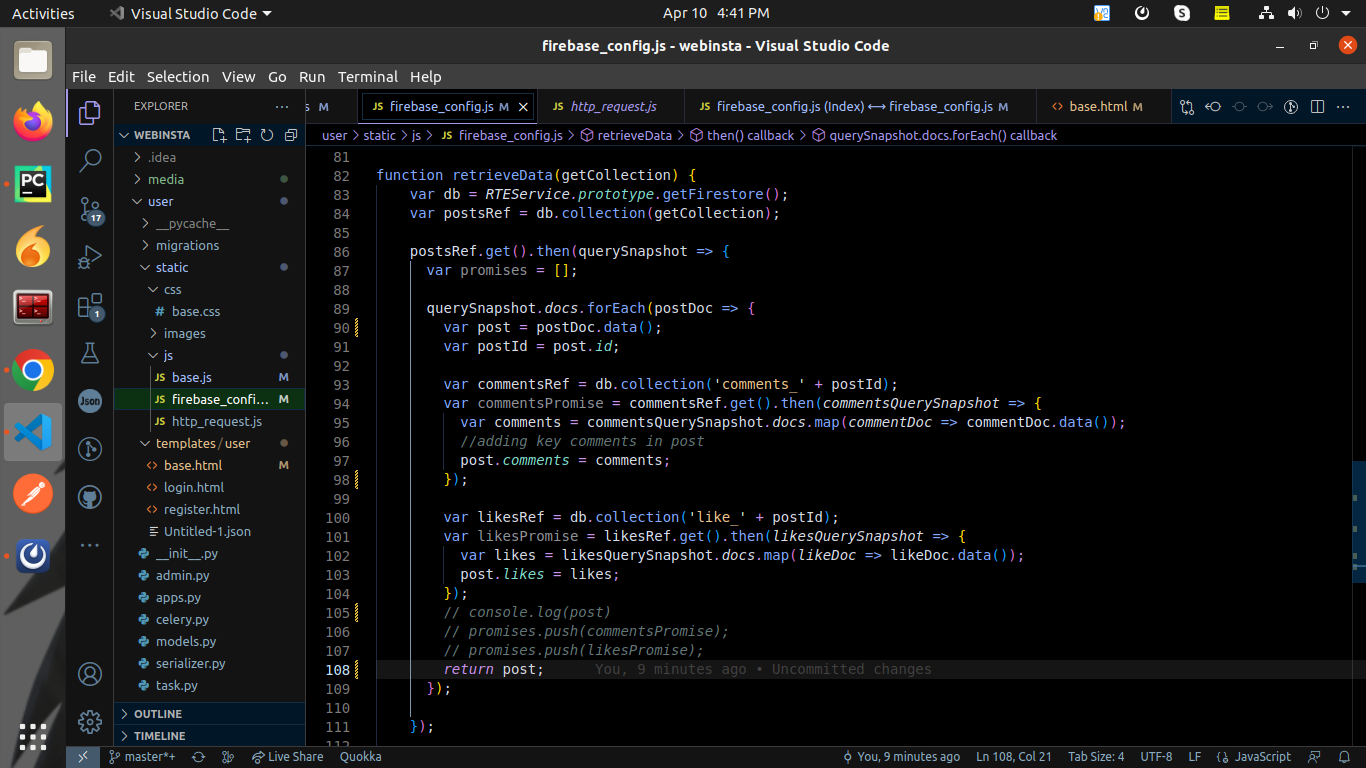 Activities
Visual Studio Code
Apr 10 4:41 PM
firebase_config.js - webinsta - Visual Studio Code
File Edit Selection View Go Run Terminal Help
EXPLORER
M
JS firebase_config.js M
JS http_request.js
JS firebase_config.js (Index) ⟷ firebase_config.js M
<> base.html M
WEBINSTA
user > static > js > JS firebase_config.js > retrieveData > then() callback > querySnapshot.docs.forEach() callback
.idea
media
user
__pycache__
migrations
static
css
# base.css
images
js
JS base.js M
JS firebase_confi... M
JS http_request.js
templates/user
<> base.html M
<> login.html
<> register.html
Untitled-1.json
__init__.py
admin.py
apps.py
celery.py
models.py
serializer.py
task.py
OUTLINE
TIMELINE
17
1
Json
PC
81
82 function retrieveData(getCollection) {
83 var db = RTEService.prototype.getFirestore();
84 var postsRef = db.collection(getCollection);
85
86 postsRef.get().then(querySnapshot => {
87 var promises = [];
88
89 querySnapshot.docs.forEach(postDoc => {
90 var post = postDoc.data();
91 var postId = post.id;
92
93 var commentsRef = db.collection('comments_' + postId);
94 var commentsPromise = commentsRef.get().then(commentsQuerySnapshot => {
95 var comments = commentsQuerySnapshot.docs.map(commentDoc => commentDoc.data());
96 //adding key comments in post
97 post.comments = comments;
98 });
99
100 var likesRef = db.collection('like_' + postId);
101 var likesPromise = likesRef.get().then(likesQuerySnapshot => {
102 var likes = likesQuerySnapshot.docs.map(likeDoc => likeDoc.data());
103 post.likes = likes;
104 });
105 // console.log(post)
106 // promises.push(commentsPromise);
107 // promises.push(likesPromise);
108 return post; You, 9 minutes ago • Uncommitted changes
109 });
110
111 });
112
master*+
Live Share
Quokka
You, 9 minutes ago
Ln 108, Col 21
Tab Size: 4
UTF-8
LF
JavaScript